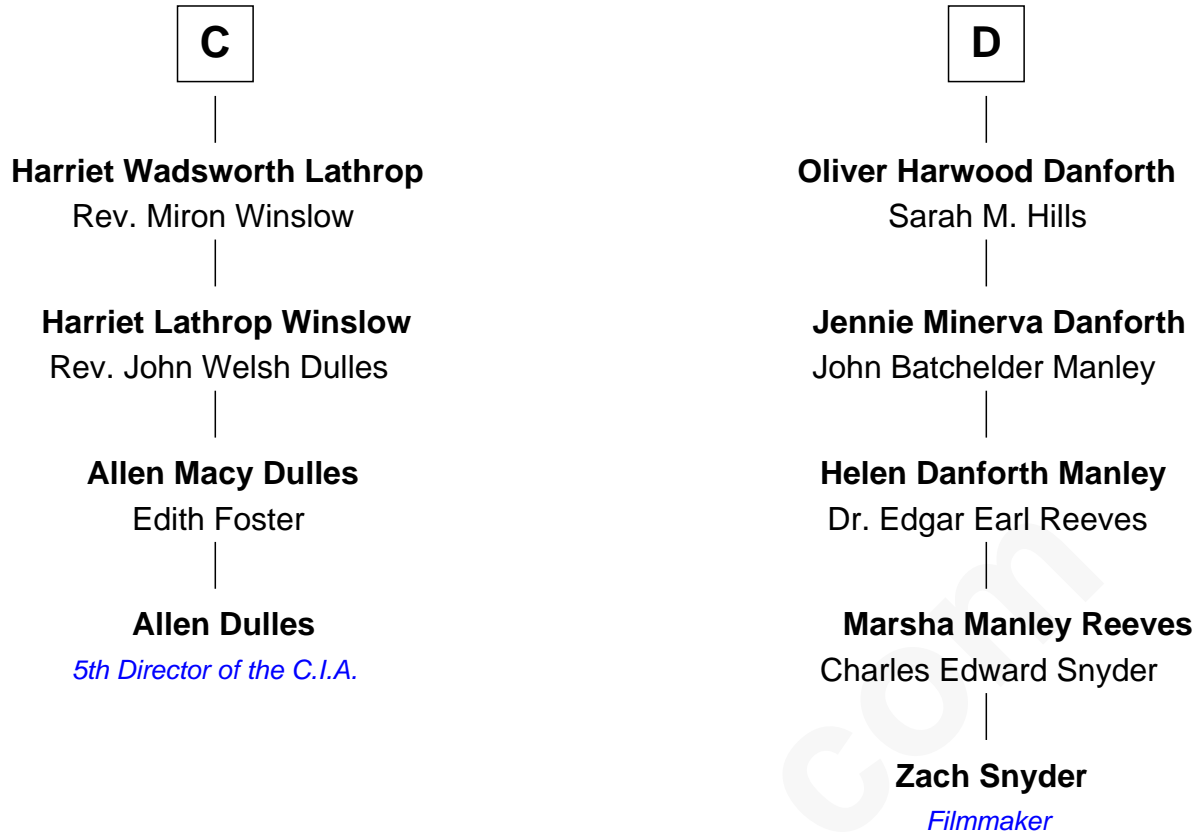 C
Harriet Wadsworth Lathrop
Rev. Miron Winslow
Harriet Lathrop Winslow
Rev. John Welsh Dulles
Allen Macy Dulles
Edith Foster
Allen Dulles
5th Director of the C.I.A.
D
Oliver Harwood Danforth
Sarah M. Hills
Jennie Minerva Danforth
John Batchelder Manley
Helen Danforth Manley
Dr. Edgar Earl Reeves
Marsha Manley Reeves
Charles Edward Snyder
Zach Snyder
Filmmaker
com